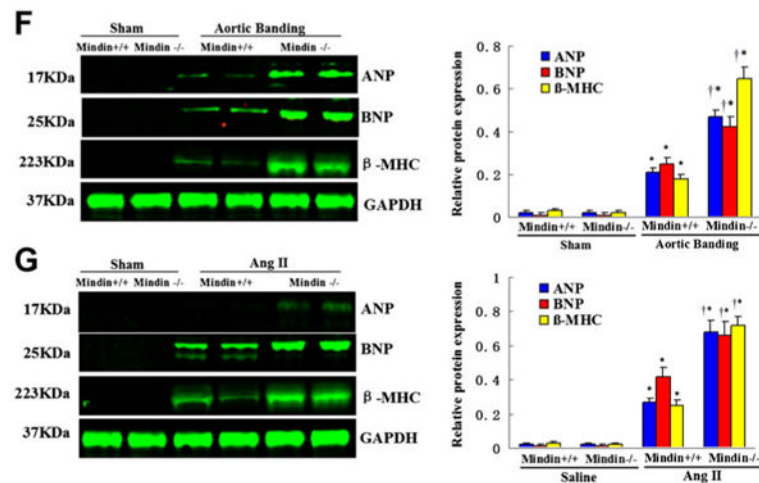 F
Sham Aortic Banding
Mindin+/+ Mindin -/- Mindin+/+ Mindin -/-
17KDa ANP
25KDa BNP
223KDa β-MHC
37KDa GAPDH
Relative protein expression
0.8
0.6
0.4
0.2
0
ANP
BNP
ß-MHC
* * * †* †* †*
Mindin+/+ Mindin-/- Mindin+/+ Mindin-/-
Sham Aortic Banding
G
Sham Ang II
Mindin+/+ Mindin -/- Mindin+/+ Mindin -/-
17KDa ANP
25KDa BNP
223KDa β-MHC
37KDa GAPDH
Relative protein expression
1
0.8
0.6
0.4
0.2
0
ANP
BNP
ß-MHC
* * * †* †* †*
Mindin+/+ Mindin-/- Mindin+/+ Mindin-/-
Saline Ang II